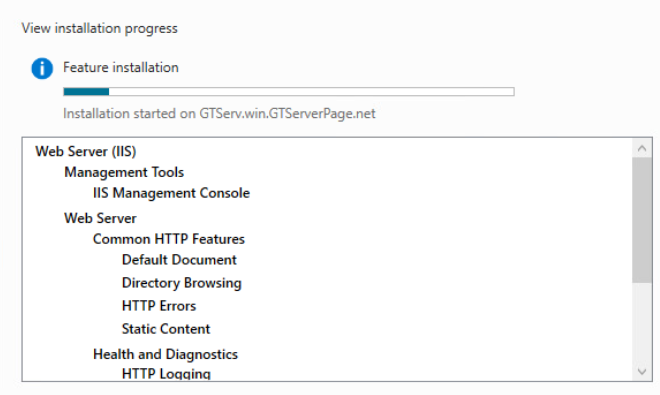 View installation progress
Feature installation
Installation started on GTServ.win.GTServerPage.net
Web Server (IIS)
Management Tools
IIS Management Console
Web Server
Common HTTP Features
Default Document
Directory Browsing
HTTP Errors
Static Content
Health and Diagnostics
HTTP Logging